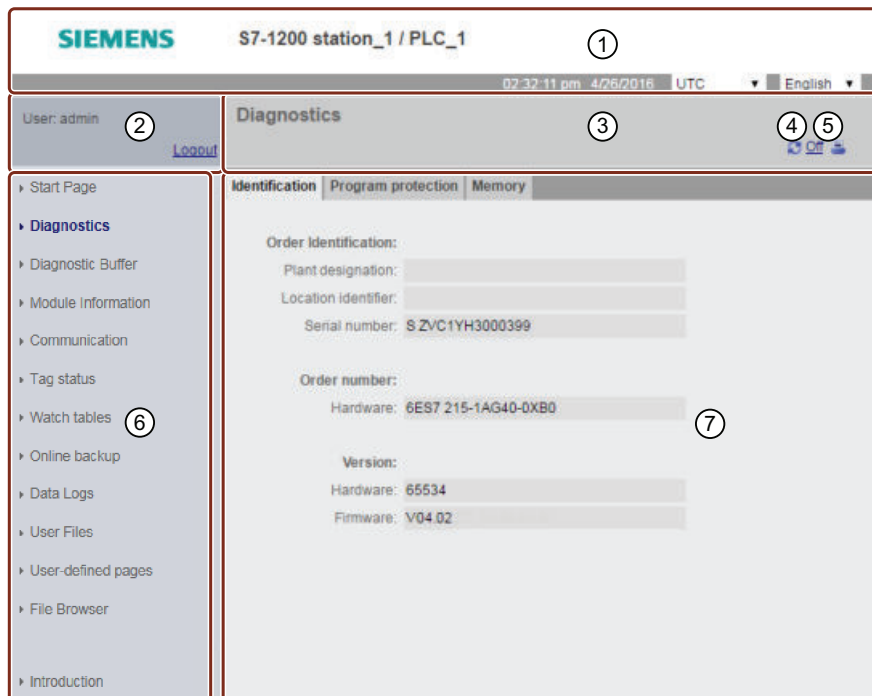 SIEMENS S7-1200 station_1 / PLC_1 1
02:32:11 pm 4/26/2016 UTC English
User: admin 2 Logout
Diagnostics 3 4 5
Off
Start Page
Diagnostics
Diagnostic Buffer
Module Information
Communication
Tag status
Watch tables 6
Online backup
Data Logs
User Files
User-defined pages
File Browser
Introduction
Identification Program protection Memory
Order Identification:
Plant designation:
Location identifier:
Serial number: S ZVC1YH3000399
Order number:
Hardware: 6ES7 215-1AG40-0XB0 7
Version:
Hardware: 65534
Firmware: V04.02